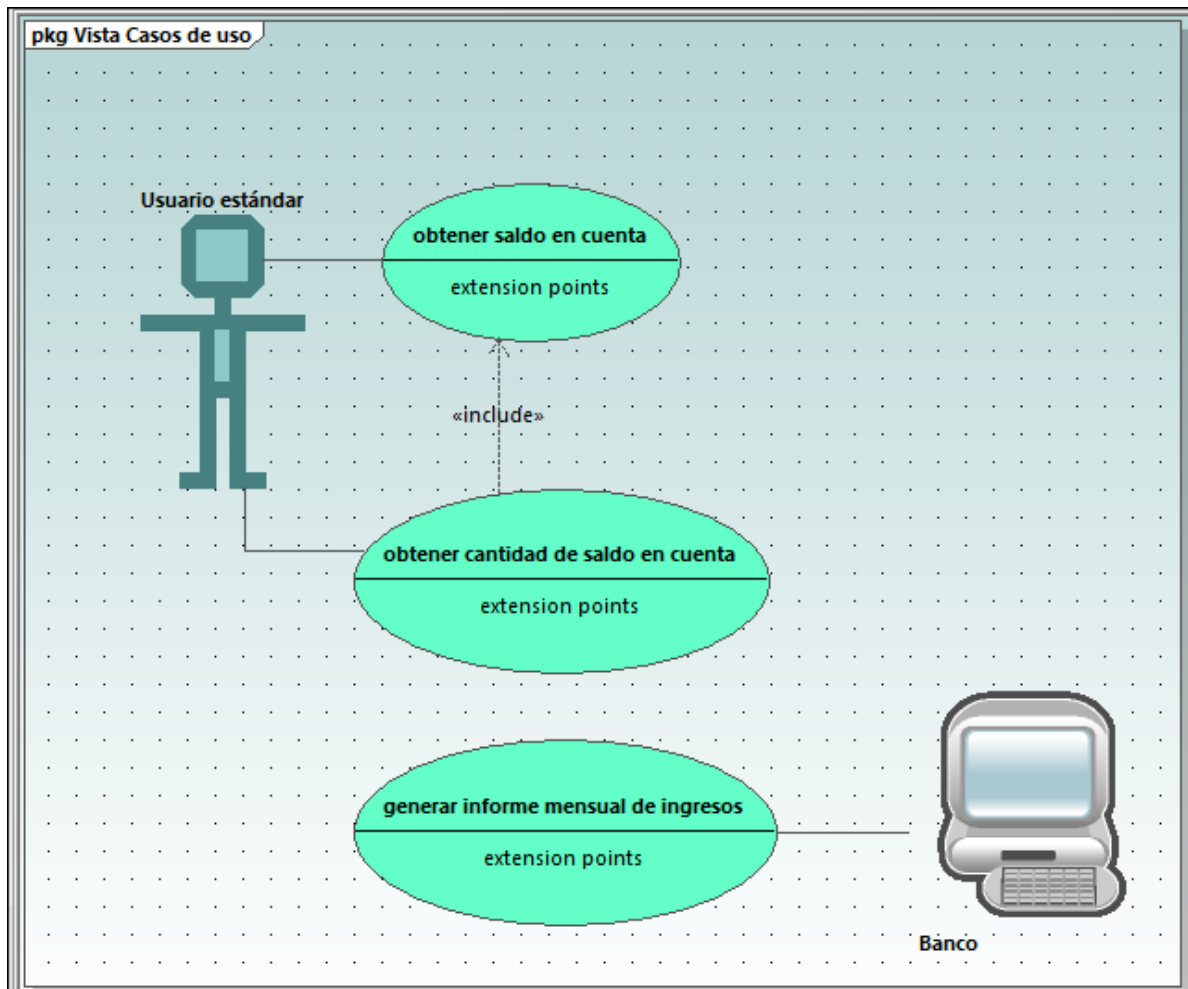 pkg Vista Casos de uso
Usuario estándar
obtener saldo en cuenta
extension points
«include»
obtener cantidad de saldo en cuenta
extension points
generar informe mensual de ingresos
extension points
Banco